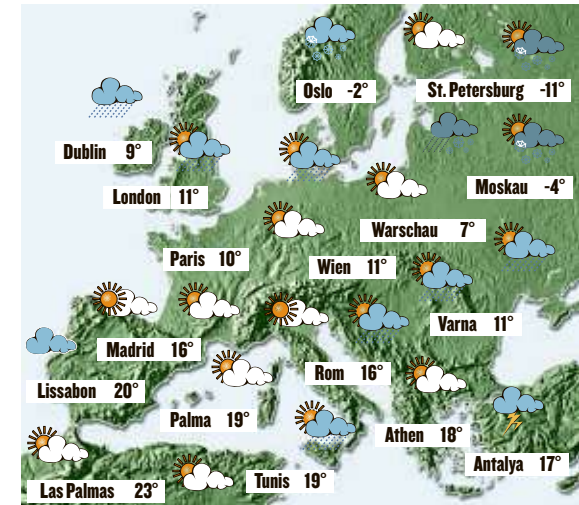 Oslo -2°
St. Petersburg -11°
Dublin 9°
London 11°
Moskau -4°
Warschau 7°
Paris 10°
Wien 11°
Varna 11°
Madrid 16°
Rom 16°
Lissabon 20°
Palma 19°
Athen 18°
Antalya 17°
Las Palmas 23°
Tunis 19°